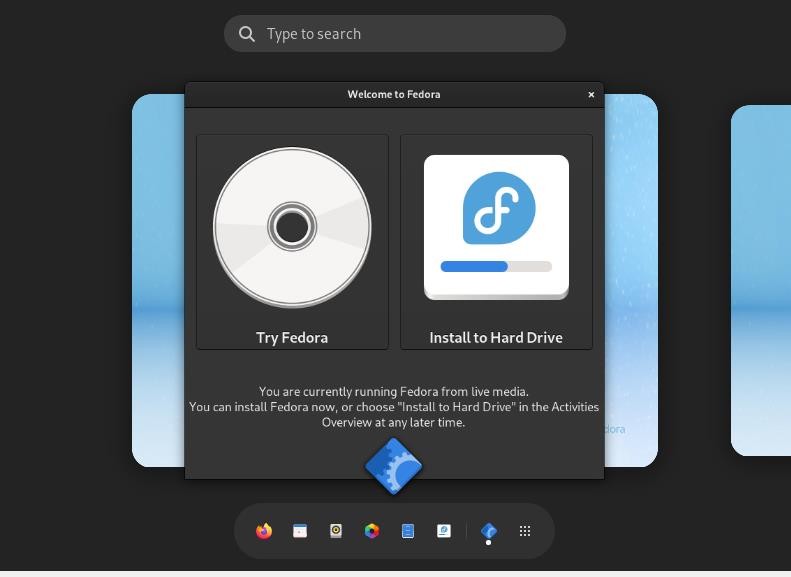 Type to search
Welcome to Fedora
Try Fedora
Install to Hard Drive
You are currently running Fedora from live media.
You can install Fedora now, or choose "Install to Hard Drive" in the Activities
Overview at any later time.
dora